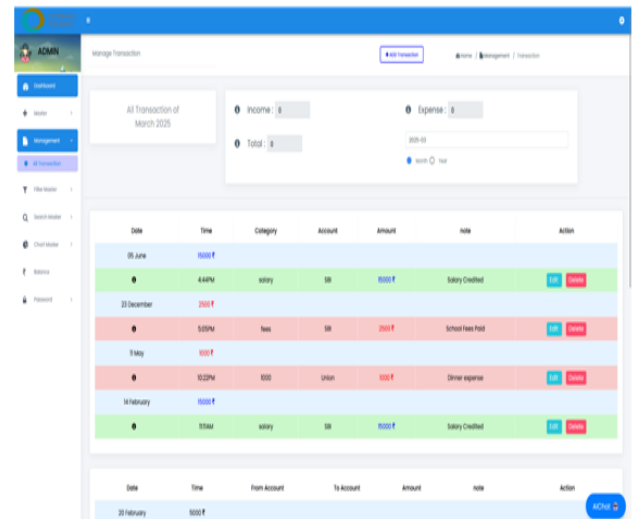 ADMIN
Manage Transaction
+ ADD Transaction
Home / Management / Transaction
Dashboard
Master
Management
All Transaction
Filter Master
Search Master
Chart Master
₹ Balance
Password
All Transaction of
March 2025
Income : 0
Expense : 0
Total : 0
2025-03
Month Year
Date Time Category Account Amount note Action
05 June 15000 ₹
4:44PM salary SBI 15000 ₹ Salary Credited Edit Delete
23 December 2500 ₹
5:05PM fees SBI 2500 ₹ School Fees Paid Edit Delete
11 May 1000 ₹
10:22PM 1000 Union 1000 ₹ Dinner expense Edit Delete
14 February 15000 ₹
11:11AM salary SBI 15000 ₹ Salary Credited Edit Delete
Date Time From Account To Account Amount note Action
20 February 5000 ₹
AIChat